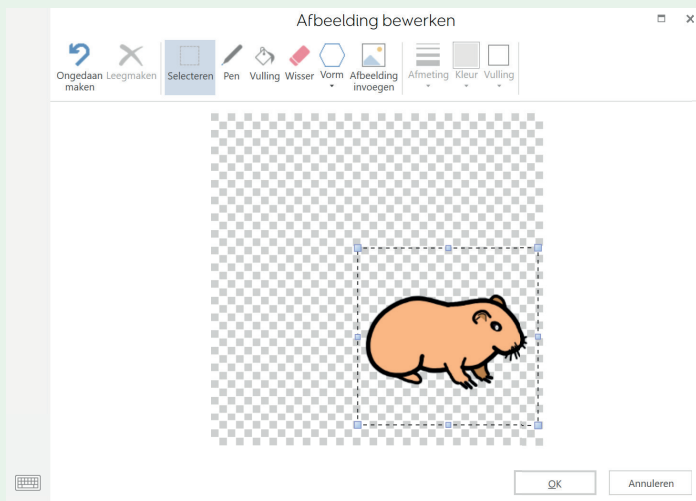 Afbeelding bewerken
Ongedaan maken
Leegmaken
Selecteren
Pen
Vulling
Wisser
Vorm
Afbeelding invoegen
Afmeting
Kleur
Vulling
OK
Annuleren